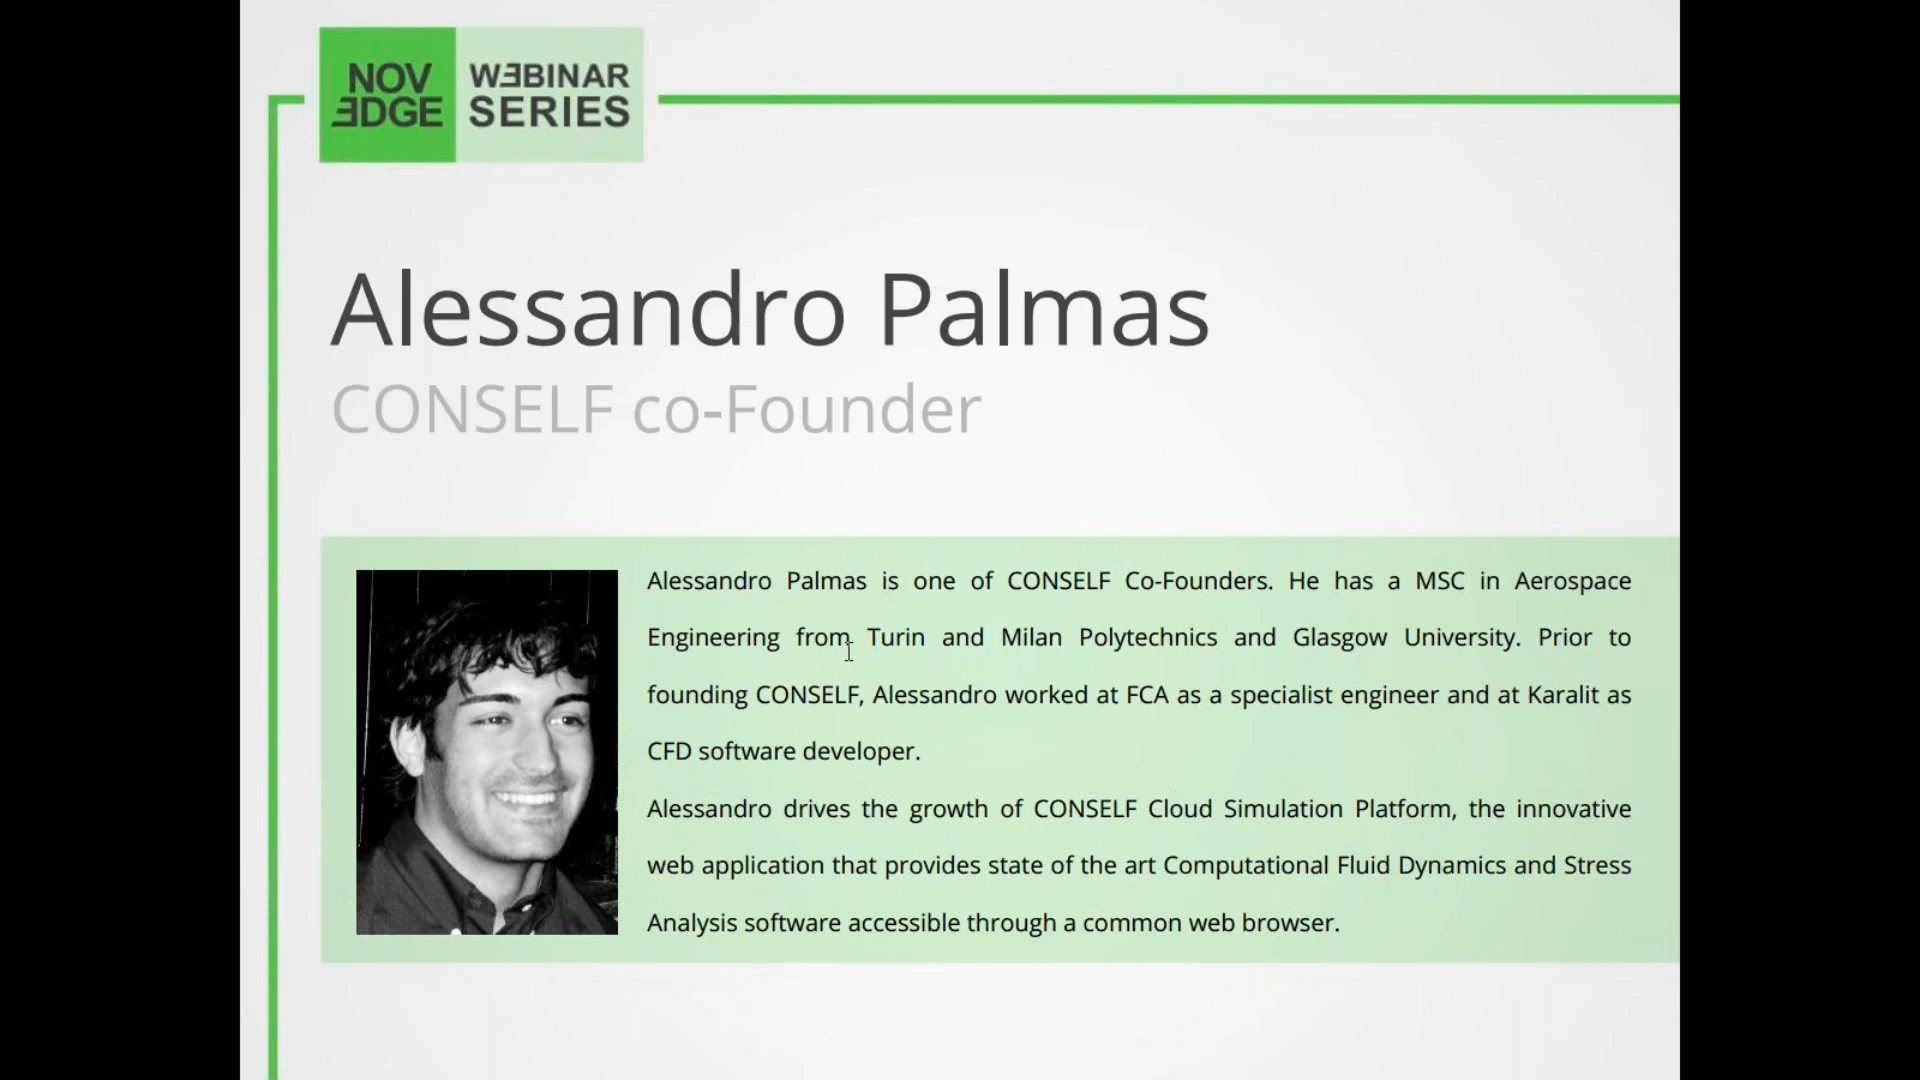 NOV
EDGE
WEBINAR
SERIES
Alessandro Palmas
CONSELF co-Founder
Alessandro Palmas is one of CONSELF Co-Founders. He has a MSC in Aerospace
Engineering from Turin and Milan Polytechnics and Glasgow University. Prior to
founding CONSELF, Alessandro worked at FCA as a specialist engineer and at Karalit as
CFD software developer.
Alessandro drives the growth of CONSELF Cloud Simulation Platform, the innovative
web application that provides state of the art Computational Fluid Dynamics and Stress
Analysis software accessible through a common web browser.